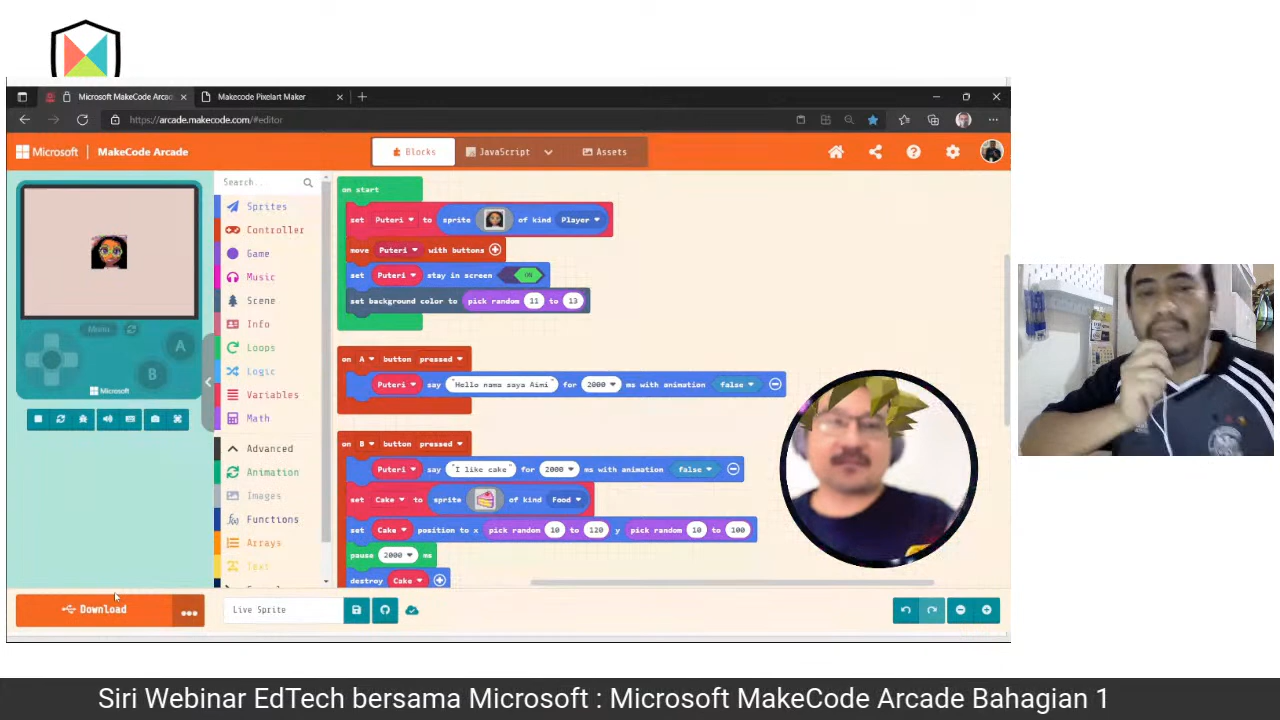 Microsoft MakeCode Arcade
Makecode Pixelart Maker
https://arcade.makecode.com/#editor
Microsoft
MakeCode Arcade
Blocks
JavaScript
Assets
Menu
A
B
Microsoft
Search..
Sprites
Controller
Game
Music
Scene
Info
Loops
Logic
Variables
Math
Advanced
Animation
Images
Functions
Arrays
Text
on start
set Puteri to sprite of kind Player
move Puteri with buttons
set Puteri stay in screen ON
set background color to pick random 11 to 13
on A button pressed
Puteri say "Hello nama saya Aimi" for 2000 ms with animation false
on B button pressed
Puteri say "I like cake" for 2000 ms with animation false
set Cake to sprite of kind Food
set Cake position to x pick random 10 to 120 y pick random 10 to 100
pause 2000 ms
destroy Cake
Download
Live Sprite
Siri Webinar EdTech bersama Microsoft : Microsoft MakeCode Arcade Bahagian 1